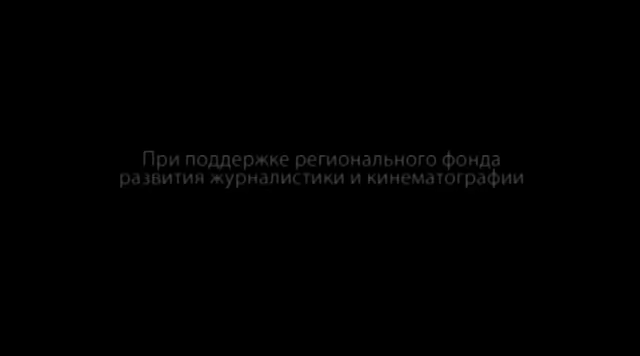 При поддержке регионального фонда
развития журналистики и кинематографии